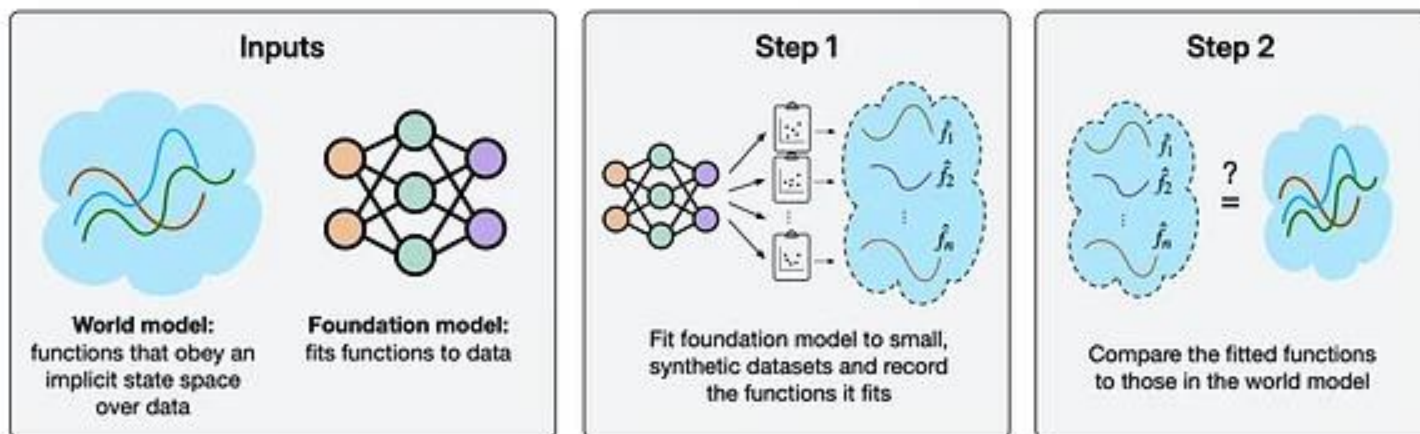 Inputs
World model:
functions that obey an
implicit state space
over data
Foundation model:
fits functions to data
Step 1
f̂1
f̂2
⋮
f̂n
Fit foundation model to small,
synthetic datasets and record
the functions it fits
Step 2
f̂1
f̂2
⋮
f̂n
?
=
Compare the fitted functions
to those in the world model